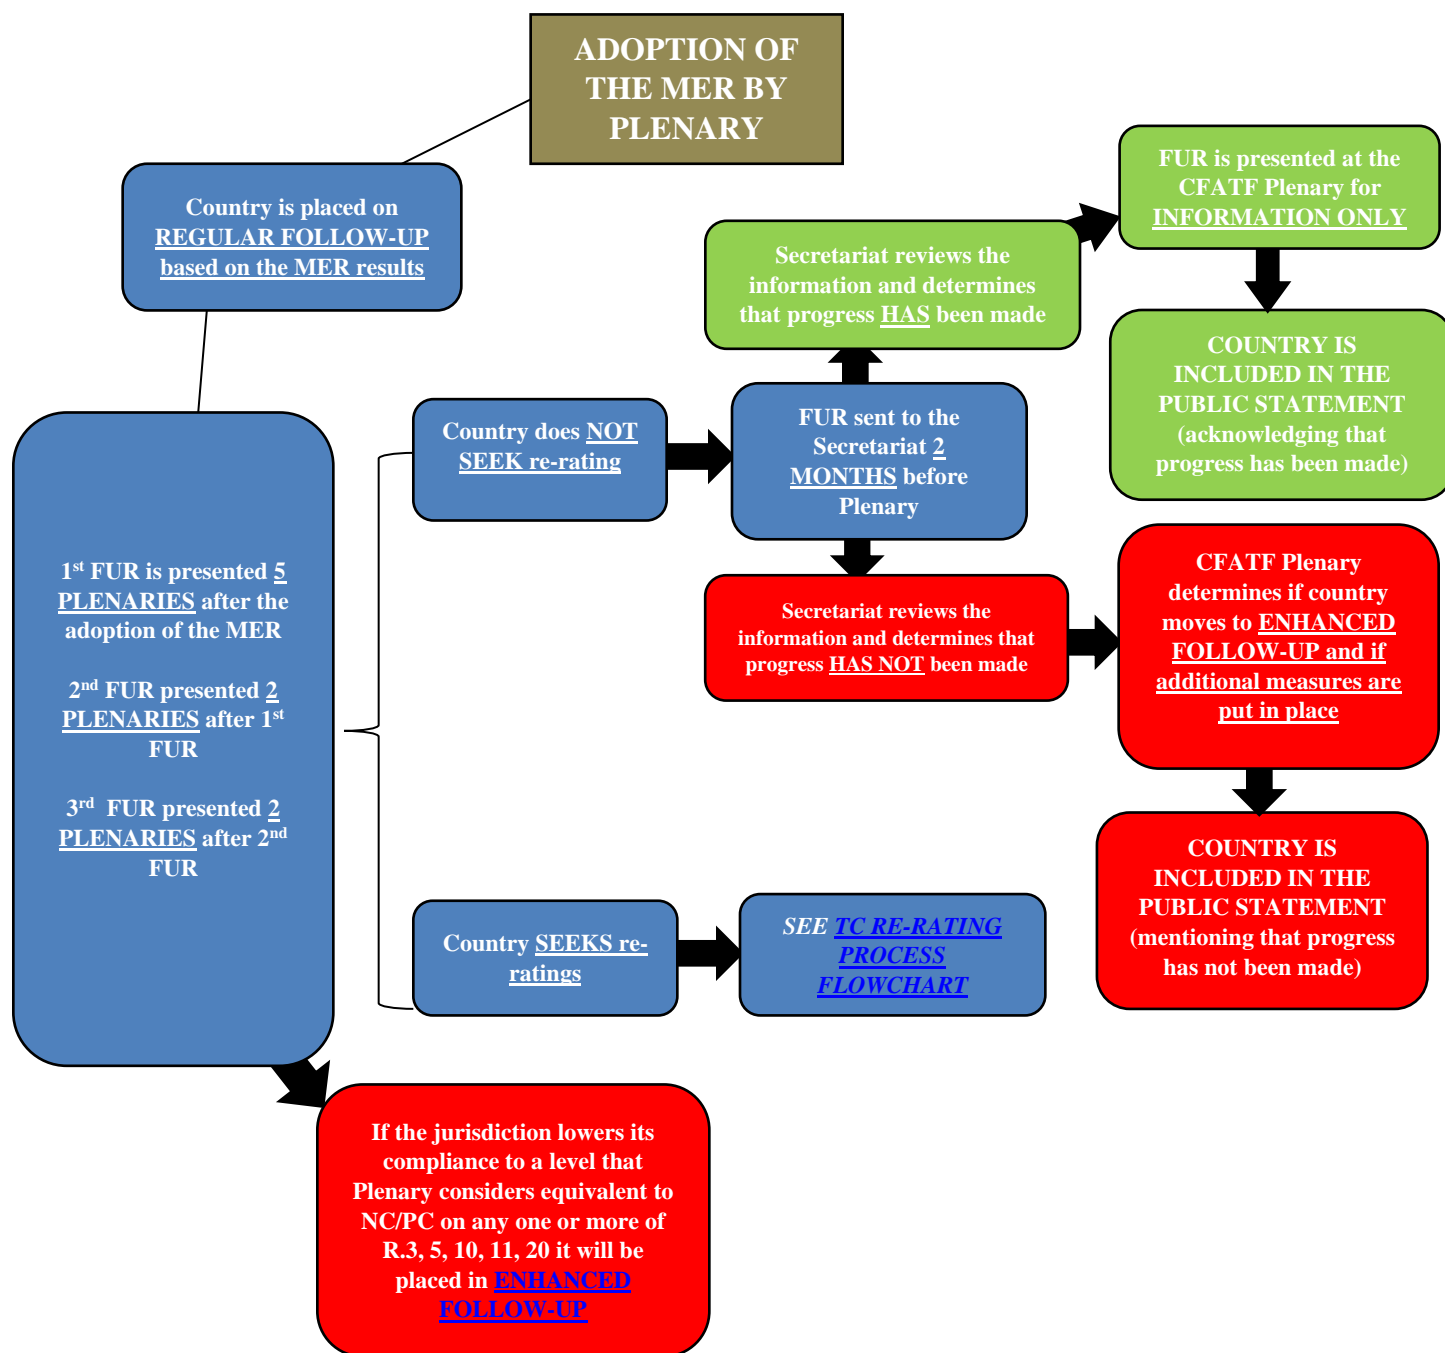 ADOPTION OF
THE MER BY
PLENARY
Country is placed on
REGULAR FOLLOW-UP
based on the MER results
1st FUR is presented 5
PLENARIES after the
adoption of the MER
2nd FUR presented 2
PLENARIES after 1st
FUR
3rd FUR presented 2
PLENARIES after 2nd
FUR
Country does NOT
SEEK re-rating
FUR sent to the
Secretariat 2
MONTHS before
Plenary
Secretariat reviews the
information and determines
that progress HAS been made
FUR is presented at the
CFATF Plenary for
INFORMATION ONLY
COUNTRY IS
INCLUDED IN THE
PUBLIC STATEMENT
(acknowledging that
progress has been made)
Secretariat reviews the
information and determines that
progress HAS NOT been made
CFATF Plenary
determines if country
moves to ENHANCED
FOLLOW-UP and if
additional measures are
put in place
COUNTRY IS
INCLUDED IN THE
PUBLIC STATEMENT
(mentioning that progress
has not been made)
Country SEEKS re-
ratings
SEE TC RE-RATING
PROCESS
FLOWCHART
If the jurisdiction lowers its
compliance to a level that
Plenary considers equivalent to
NC/PC on any one or more of
R.3, 5, 10, 11, 20 it will be
placed in ENHANCED
FOLLOW-UP